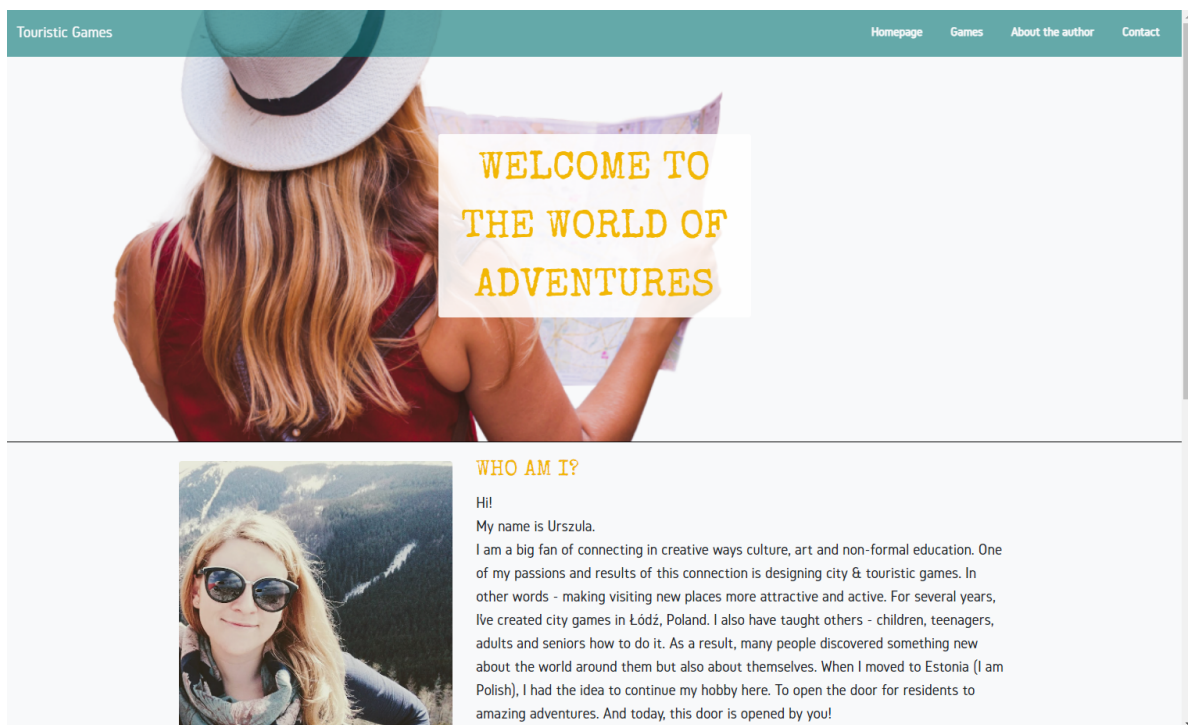 Touristic Games
Homepage Games About the author Contact
WELCOME TO
THE WORLD OF
ADVENTURES
WHO AM I?
Hi!
My name is Urszula.
I am a big fan of connecting in creative ways culture, art and non-formal education. One
of my passions and results of this connection is designing city & touristic games. In
other words - making visiting new places more attractive and active. For several years,
I've created city games in Łódź, Poland. I also have taught others - children, teenagers,
adults and seniors how to do it. As a result, many people discovered something new
about the world around them but also about themselves. When I moved to Estonia (I am
Polish), I had the idea to continue my hobby here. To open the door for residents to
amazing adventures. And today, this door is opened by you!